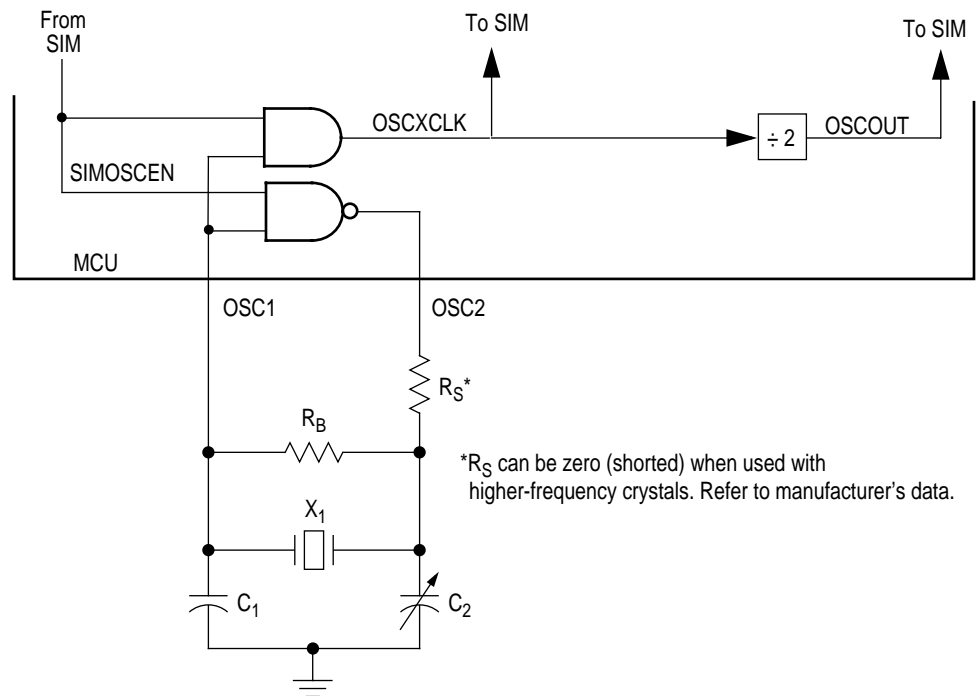 From
SIM
To SIM
To SIM
OSCXCLK
÷ 2
OSCOUT
SIMOSCEN
MCU
OSC1
OSC2
RS*
RB
*RS can be zero (shorted) when used with
higher-frequency crystals. Refer to manufacturer's data.
X1
C1
C2